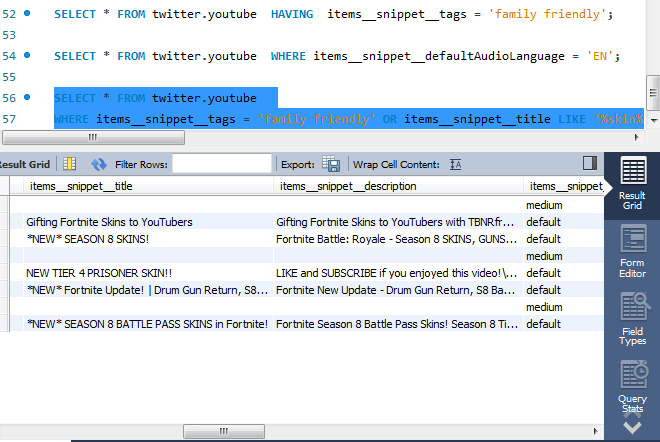 52 SELECT * FROM twitter.youtube HAVING items__snippet__tags = 'family friendly';
53
54 SELECT * FROM twitter.youtube WHERE items__snippet__defaultAudioLanguage = 'EN';
55
56 SELECT * FROM twitter.youtube
57 WHERE items__snippet__tags = 'family friendly' OR items__snippet__title LIKE '%skin%
Result Grid Filter Rows: Export: Wrap Cell Content:
items__snippet__title items__snippet__description items__snippet_
medium
Gifting Fortnite Skins to YouTubers Gifting Fortnite Skins to YouTubers with TBNRfr... default
*NEW* SEASON 8 SKINS! Fortnite Battle: Royale - Season 8 SKINS, GUNS... default
medium
NEW TIER 4 PRISONER SKIN!! LIKE and SUBSCRIBE if you enjoyed this video!\... default
*NEW* Fortnite Update! | Drum Gun Return, S8... Fortnite New Update - Drum Gun Return, S8 Ba... default
medium
*NEW* SEASON 8 BATTLE PASS SKINS in Fortnite! Fortnite Season 8 Battle Pass Skins! Season 8 Ti... default
Result
Grid
Form
Editor
Field
Types
Query
Stats